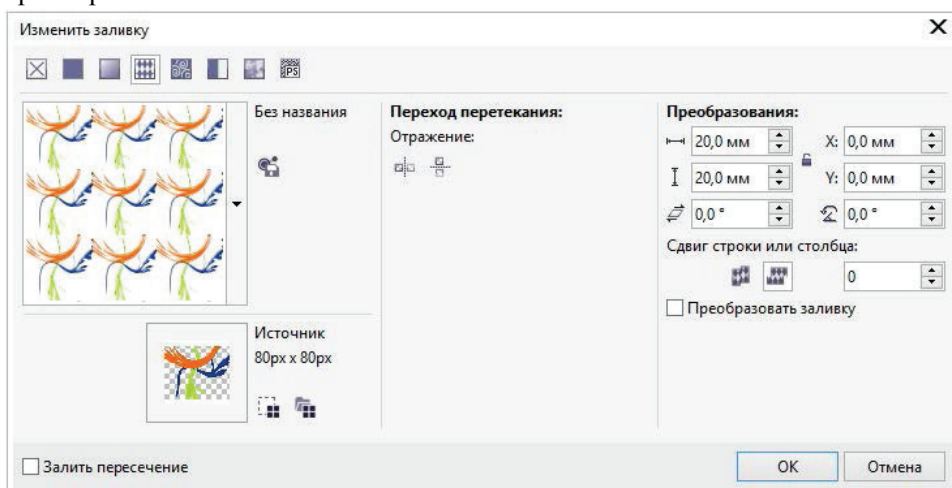 Изменить заливку
PS
Без названия
Переход перетекания:
Отражение:
Преобразования:
20,0 мм
X: 0,0 мм
20,0 мм
Y: 0,0 мм
0,0 °
0,0 °
Сдвиг строки или столбца:
0
Преобразовать заливку
Источник
80px x 80px
Залить пересечение
OK
Отмена